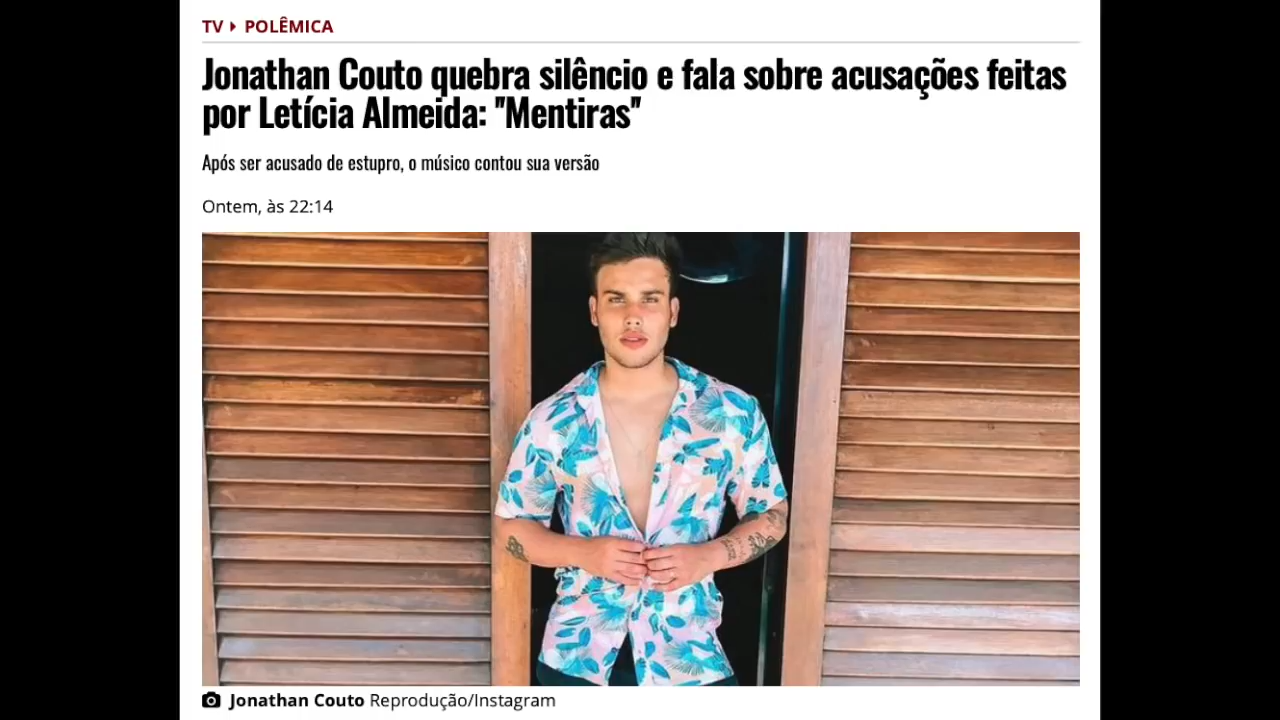 TV POLÊMICA
Jonathan Couto quebra silêncio e fala sobre acusações feitas
por Letícia Almeida: "Mentiras"
Após ser acusado de estupro, o músico contou sua versão
Ontem, às 22:14
Jonathan Couto Reprodução/Instagram